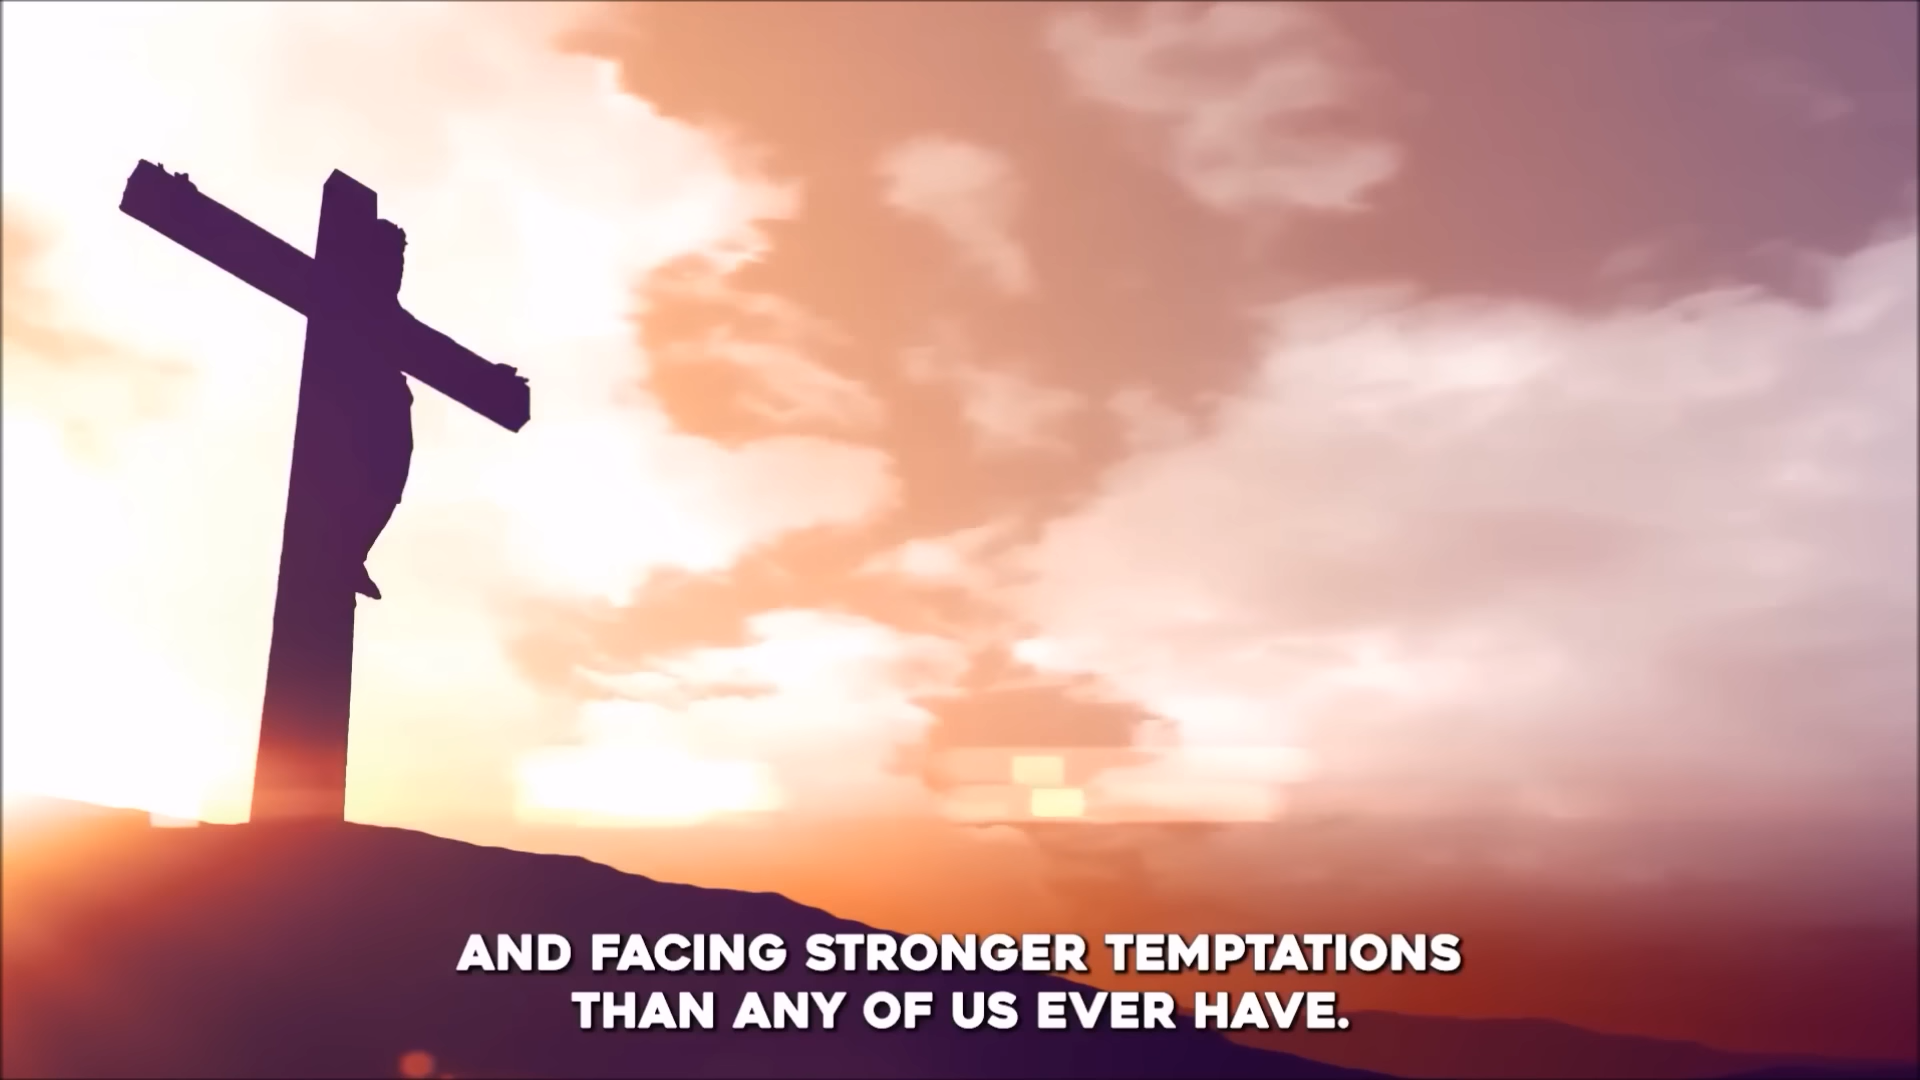 AND FACING STRONGER TEMPTATIONS
THAN ANY OF US EVER HAVE.